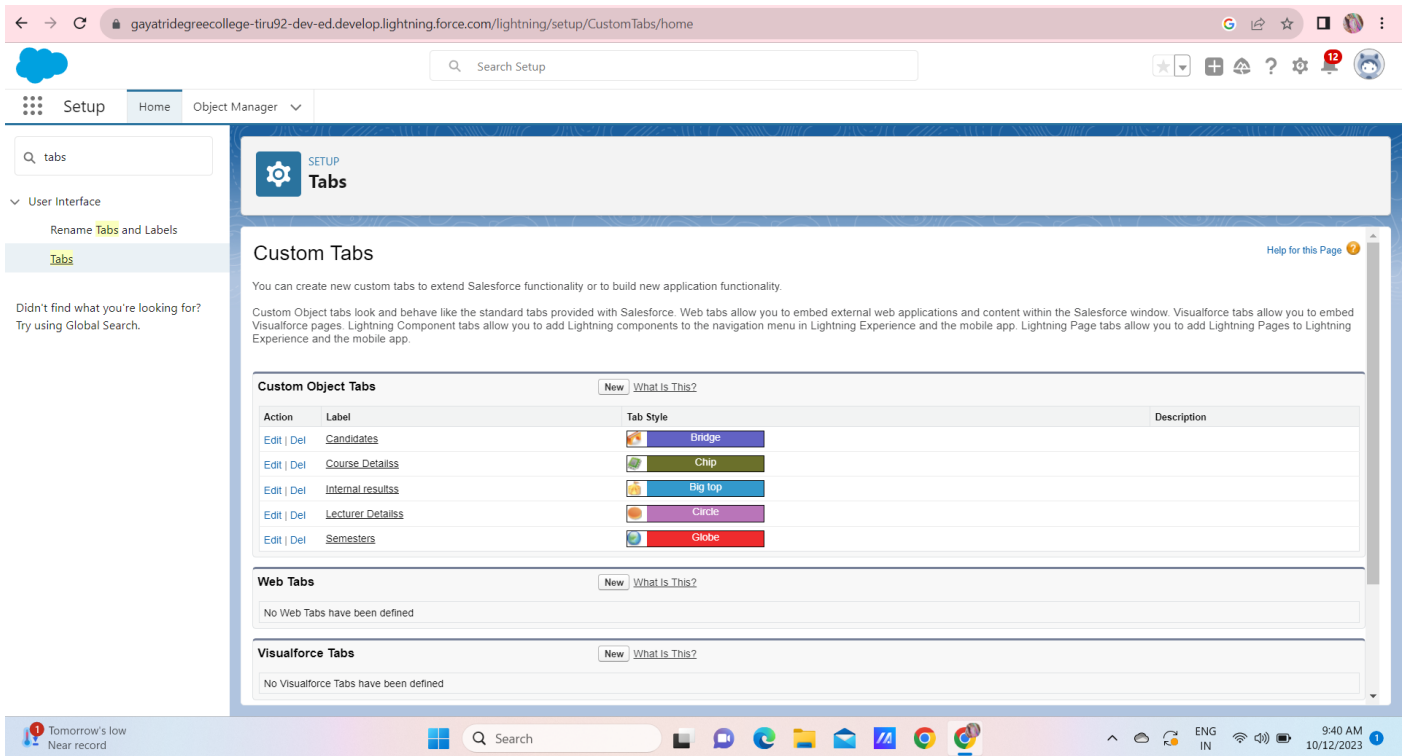 gayatridegreecollege-tiru92-dev-ed.develop.lightning.force.com/lightning/setup/CustomTabs/home
Search Setup
12
Setup Home Object Manager
tabs
User Interface
Rename Tabs and Labels
Tabs
Didn't find what you're looking for?
Try using Global Search.
SETUP
Tabs
Custom Tabs
Help for this Page ?
You can create new custom tabs to extend Salesforce functionality or to build new application functionality.
Custom Object tabs look and behave like the standard tabs provided with Salesforce. Web tabs allow you to embed external web applications and content within the Salesforce window. Visualforce tabs allow you to embed
Visualforce pages. Lightning Component tabs allow you to add Lightning components to the navigation menu in Lightning Experience and the mobile app. Lightning Page tabs allow you to add Lightning Pages to Lightning
Experience and the mobile app.
Custom Object Tabs New What Is This?
Action Label Tab Style Description
Edit | Del Candidates Bridge
Edit | Del Course Detailss Chip
Edit | Del Internal resultss Big top
Edit | Del Lecturer Detailss Circle
Edit | Del Semesters Globe
Web Tabs New What Is This?
No Web Tabs have been defined
Visualforce Tabs New What Is This?
No Visualforce Tabs have been defined
1 Tomorrow's low
Near record
Search
ENG
IN
9:40 AM
10/12/2023
1